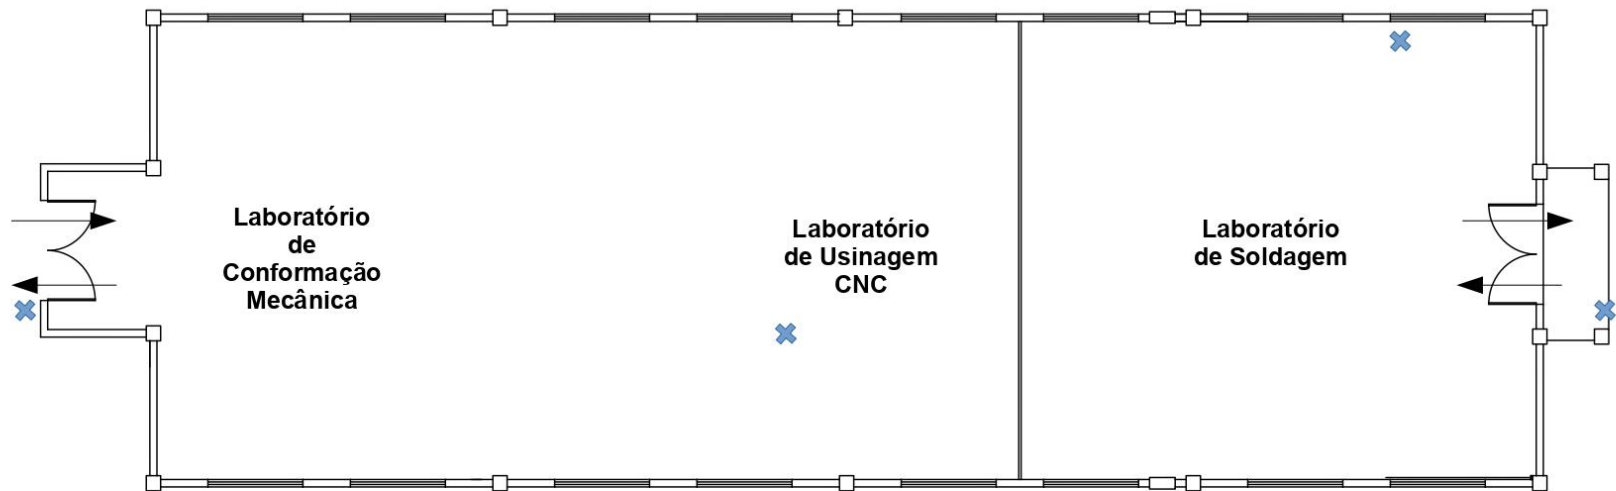 Laboratório
de
Conformação
Mecânica
Laboratório
de Usinagem
CNC
Laboratório
de Soldagem